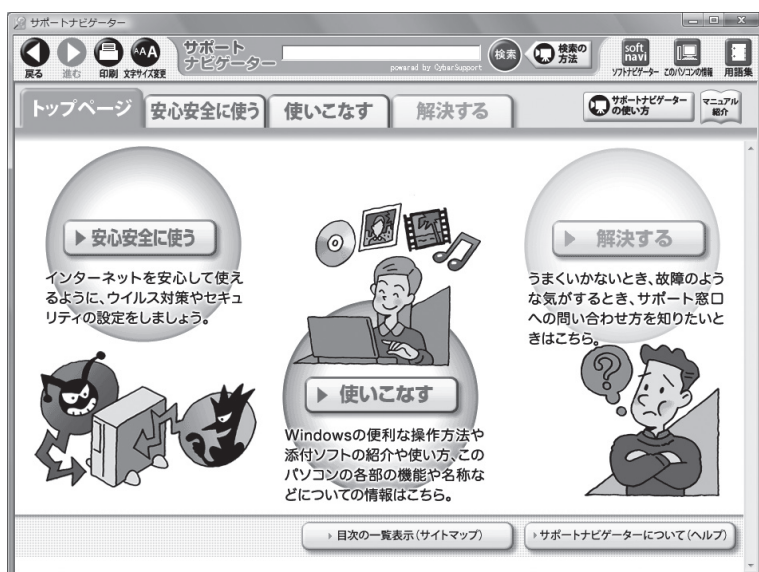 サポートナビゲーター
戻る 進む 印刷 文字サイズ変更
サポート
ナビゲーター
powared by CybarSupport
検索
検索の
方法
soft
navi
ソフトナビゲーター このパソコンの情報 用語集
トップページ 安心安全に使う 使いこなす 解決する
サポートナビゲーター
の使い方
マニュアル
紹介
安心安全に使う
インターネットを安心して使え
るように、ウイルス対策やセキュ
リティの設定をしましょう。
使いこなす
Windowsの便利な操作方法や
添付ソフトの紹介や使い方、この
パソコンの各部の機能や名称な
どについての情報はこちら。
解決する
うまくいかないとき、故障のよう
な気がするとき、サポート窓口
への問い合わせ方を知りたいと
きはこちら。
?
目次の一覧表示(サイトマップ)
サポートナビゲーターについて(ヘルプ)